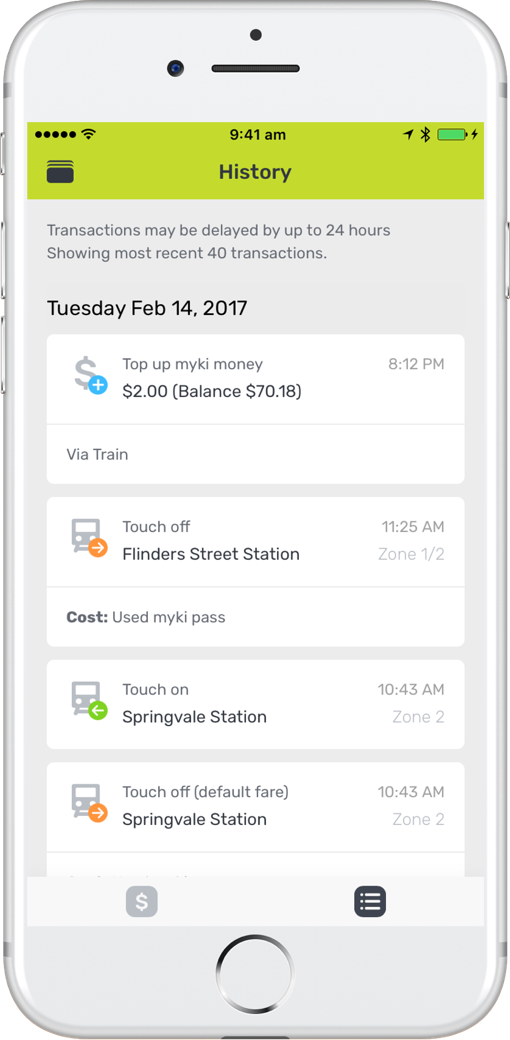 9:41 am
History
Transactions may be delayed by up to 24 hours
Showing most recent 40 transactions.
Tuesday Feb 14, 2017
Top up myki money 8:12 PM
$2.00 (Balance $70.18)
Via Train
Touch off 11:25 AM
Flinders Street Station Zone 1/2
Cost: Used myki pass
Touch on 10:43 AM
Springvale Station Zone 2
Touch off (default fare) 10:43 AM
Springvale Station Zone 2